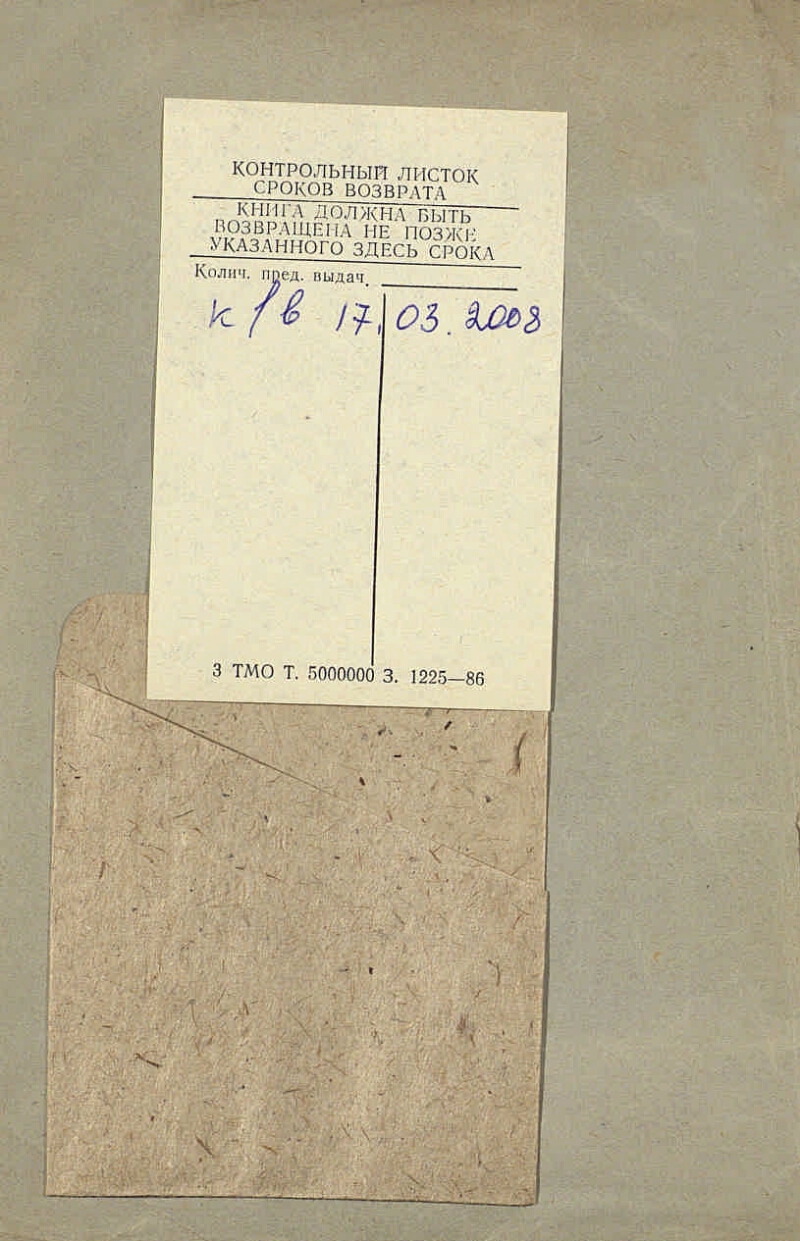 КОНТРОЛЬНЫЙ ЛИСТОК
СРОКОВ ВОЗВРАТА
КНИГА ДОЛЖНА БЫТЬ
ВОЗВРАЩЕНА НЕ ПОЗЖЕ
УКАЗАННОГО ЗДЕСЬ СРОКА
Колич. пред. выдач.
к/в 17. 03. 2003
3 ТМО Т. 5000000 З. 1225—86